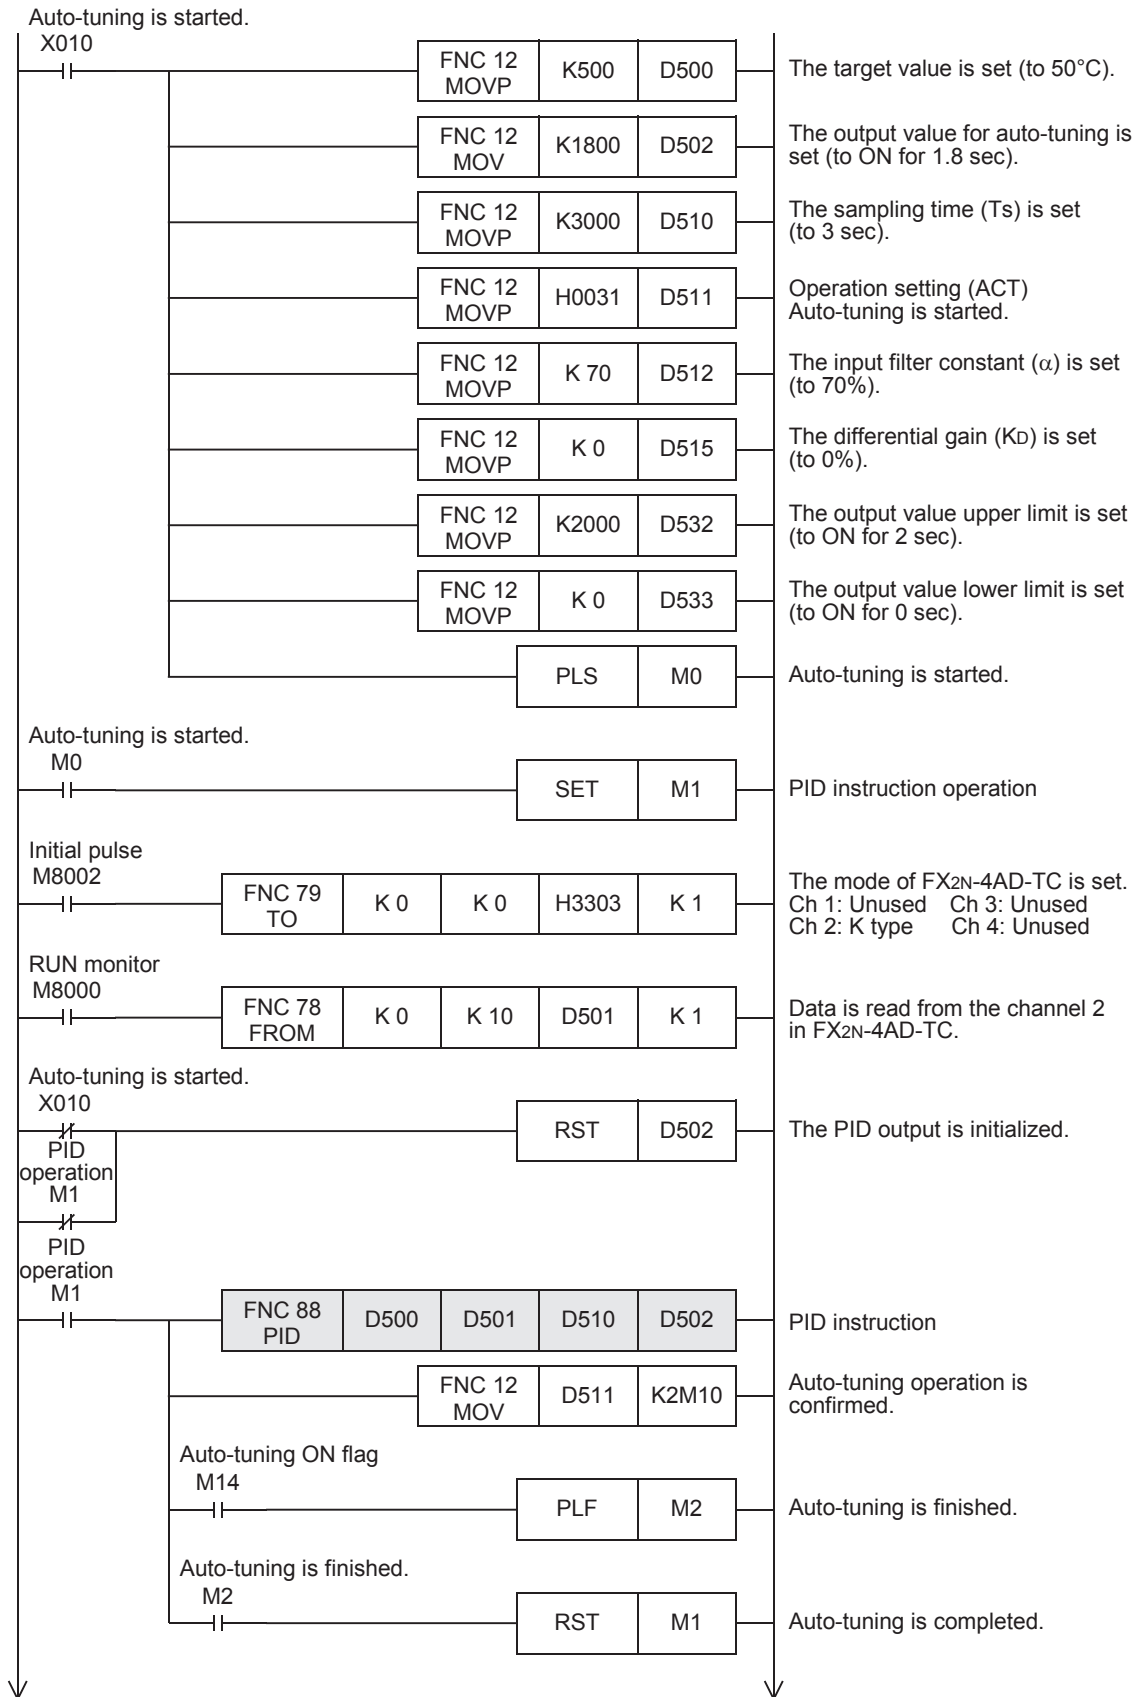 Auto-tuning is started.
X010
FNC 12
MOVP
K500
D500
The target value is set (to 50°C).
FNC 12
MOV
K1800
D502
The output value for auto-tuning is
set (to ON for 1.8 sec).
FNC 12
MOVP
K3000
D510
The sampling time (Ts) is set
(to 3 sec).
FNC 12
MOVP
H0031
D511
Operation setting (ACT)
Auto-tuning is started.
FNC 12
MOVP
K 70
D512
The input filter constant (α) is set
(to 70%).
FNC 12
MOVP
K 0
D515
The differential gain (KD) is set
(to 0%).
FNC 12
MOVP
K2000
D532
The output value upper limit is set
(to ON for 2 sec).
FNC 12
MOVP
K 0
D533
The output value lower limit is set
(to ON for 0 sec).
PLS
M0
Auto-tuning is started.
Auto-tuning is started.
M0
SET
M1
PID instruction operation
Initial pulse
M8002
FNC 79
TO
K 0
K 0
H3303
K 1
The mode of FX2N-4AD-TC is set.
Ch 1: Unused Ch 3: Unused
Ch 2: K type Ch 4: Unused
RUN monitor
M8000
FNC 78
FROM
K 0
K 10
D501
K 1
Data is read from the channel 2
in FX2N-4AD-TC.
Auto-tuning is started.
X010
RST
D502
The PID output is initialized.
PID
operation
M1
PID
operation
M1
FNC 88
PID
D500
D501
D510
D502
PID instruction
FNC 12
MOV
D511
K2M10
Auto-tuning operation is
confirmed.
Auto-tuning ON flag
M14
PLF
M2
Auto-tuning is finished.
Auto-tuning is finished.
M2
RST
M1
Auto-tuning is completed.